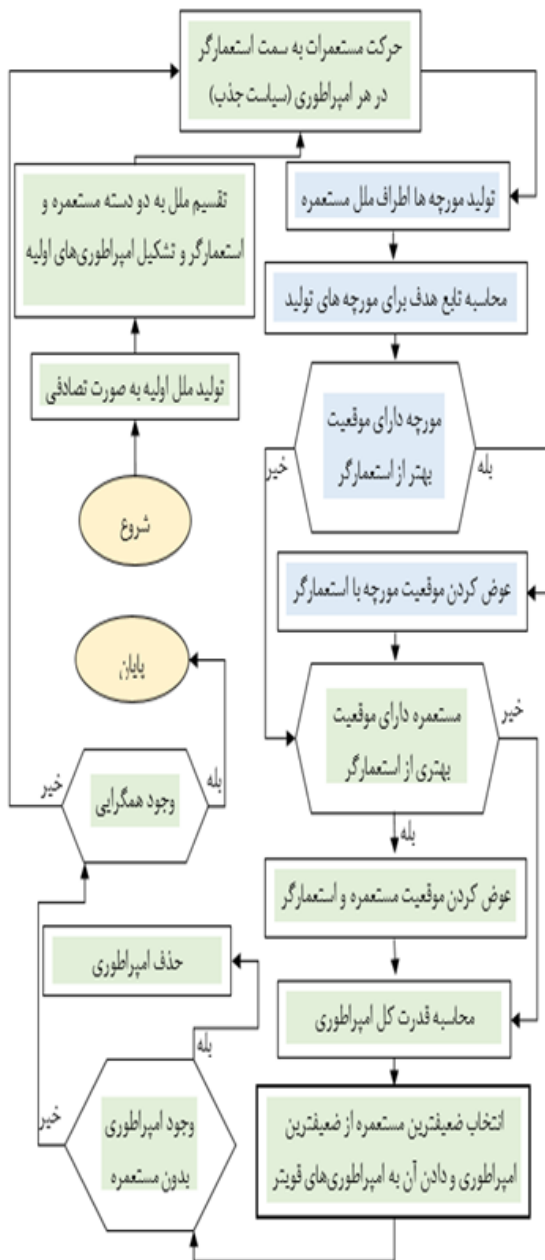 حرکت مستعمرات به سمت استعمارگر
در هر امپراطوری (سیاست جذب)
تقسیم ملل به دو دسته مستعمره و
استعمارگر و تشکیل امپراطوری‌های اولیه
تولید ملل اولیه به صورت تصادفی
شروع
پایان
وجود همگرایی
خیر
بله
حذف امپراطوری
بله
وجود امپراطوری
بدون مستعمره
خیر
تولید مورچه ها اطراف ملل مستعمره
محاسبه تابع هدف برای مورچه های تولید
مورچه دارای موقعیت
بهتر از استعمارگر
خیر
بله
عوض کردن موقعیت مورچه با استعمارگر
مستعمره دارای موقعیت
بهتری از استعمارگر
خیر
بله
عوض کردن موقعیت مستعمره و استعمارگر
محاسبه قدرت کل امپراطوری
انتخاب ضعیفترین مستعمره از ضعیفترین
امپراطوری و دادن آن به امپراطوری‌های قویتر